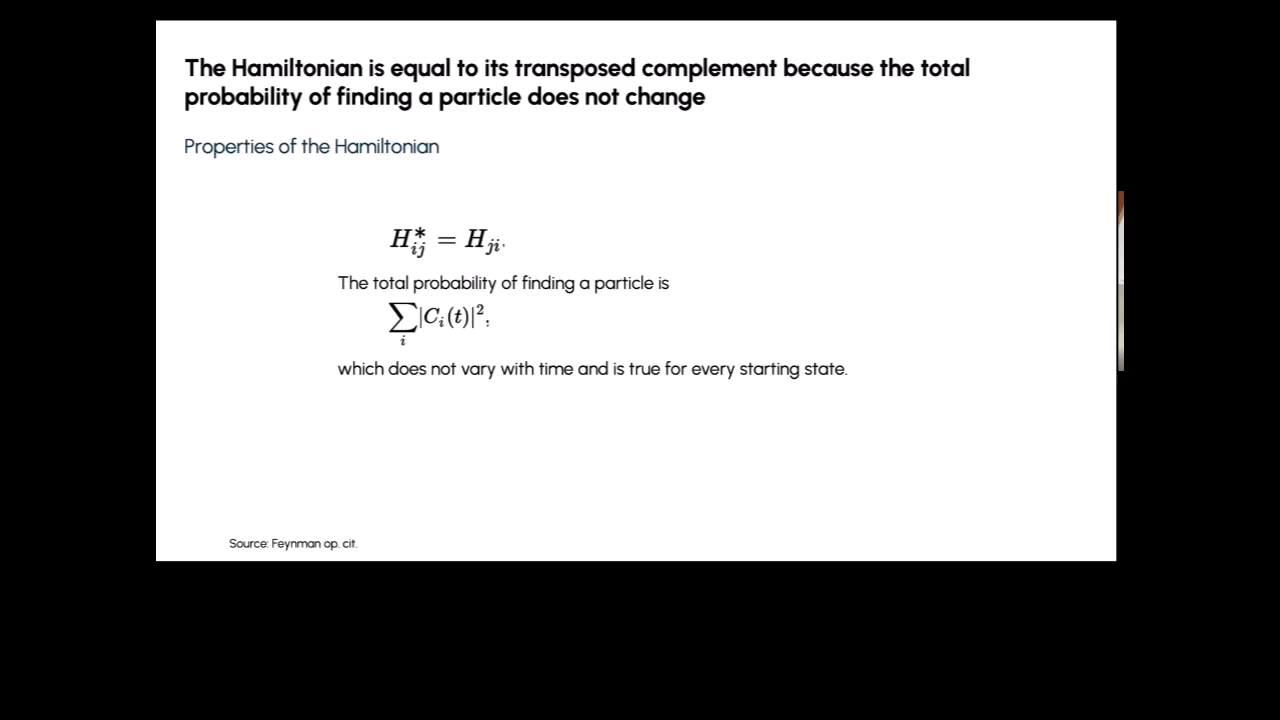 The Hamiltonian is equal to its transposed complement because the total
probability of finding a particle does not change
Properties of the Hamiltonian
H*ij = Hji.
The total probability of finding a particle is
∑i|Ci(t)|²,
which does not vary with time and is true for every starting state.
Source: Feynman op. cit.